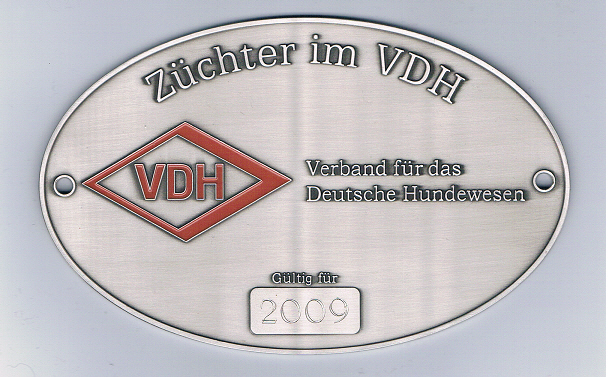 Züchter im VDH
VDH
Verband für das
Deutsche Hundewesen
Gültig für
2009